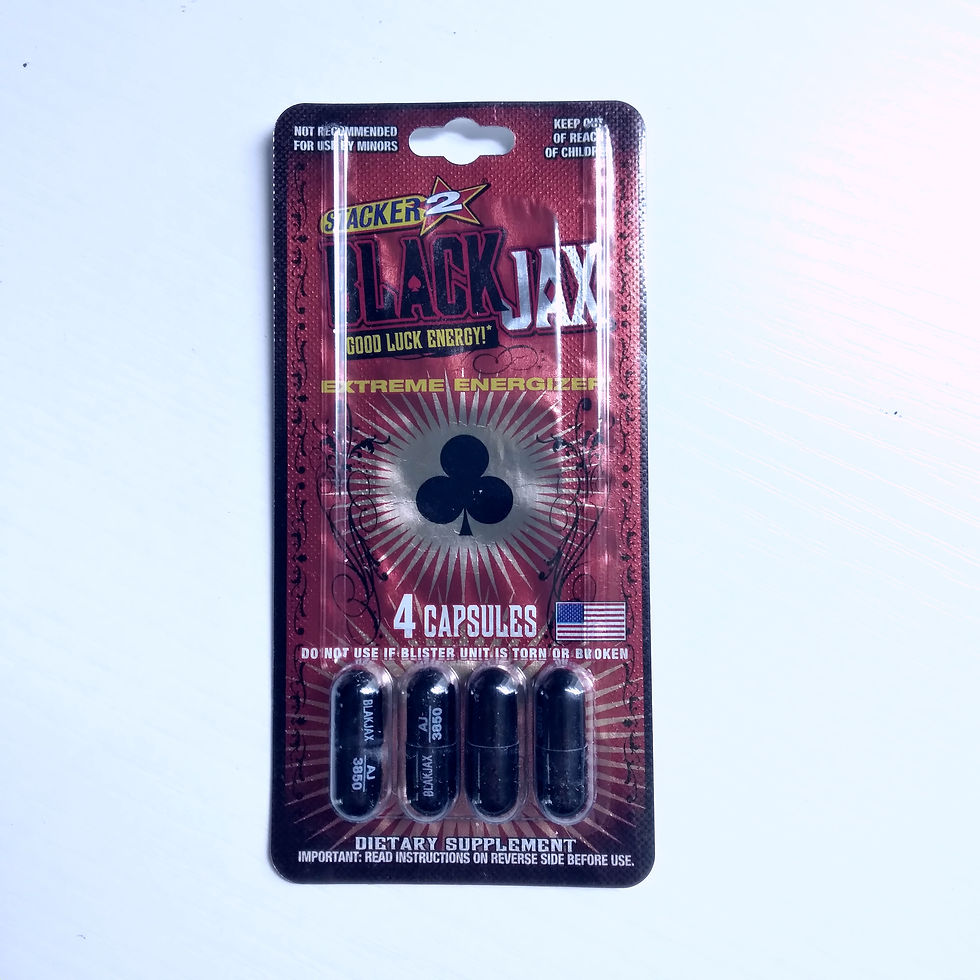 NOT RECOMMENDED
FOR USE BY MINORS
KEEP OUT
OF REACH
OF CHILDREN
STACKER 2
BLACK JAX
GOOD LUCK ENERGY!*
EXTREME ENERGIZER
4 CAPSULES
DO NOT USE IF BLISTER UNIT IS TORN OR BROKEN
BLAKJAX
AJ
3850
AJ
3850
BLAKJAX
DIETARY SUPPLEMENT
IMPORTANT: READ INSTRUCTIONS ON REVERSE SIDE BEFORE USE.